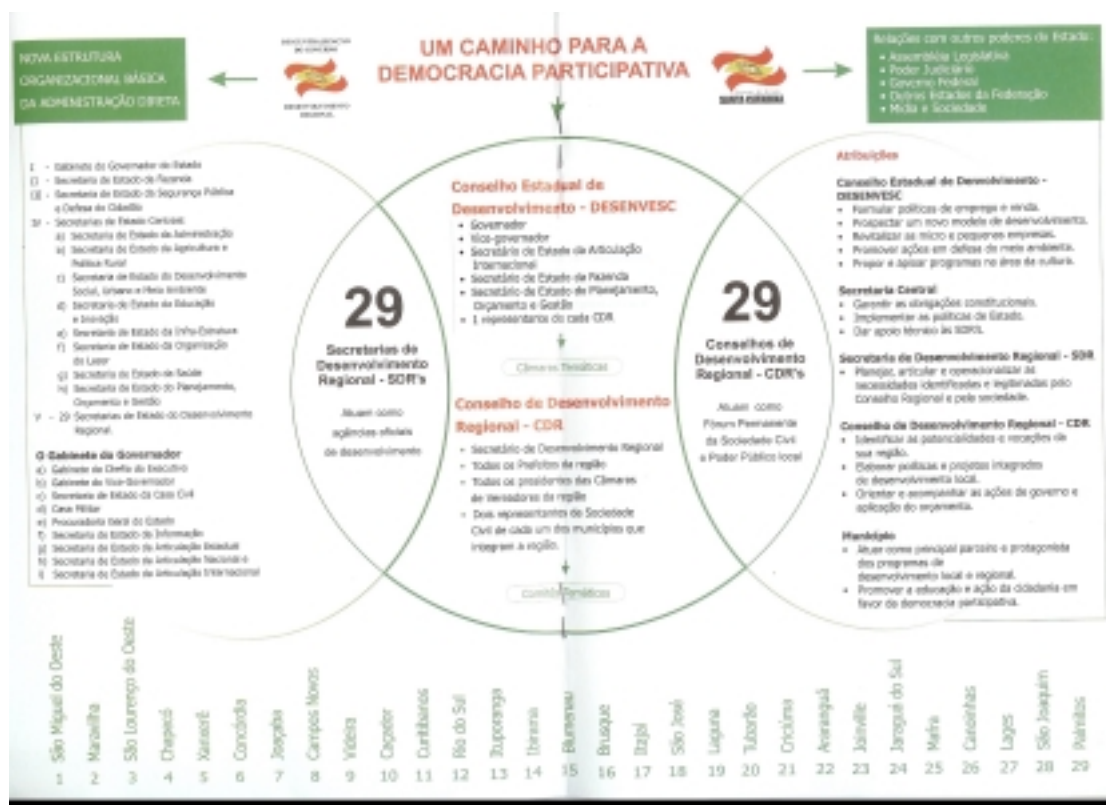 NOVA ESTRUTURA
ORGANIZACIONAL BÁSICA
DA ADMINISTRAÇÃO DIRETA
DESCENTRALIZAÇÃO
DO GOVERNO
DESENVOLVIMENTO
REGIONAL
UM CAMINHO PARA A
DEMOCRACIA PARTICIPATIVA
SANTA CATARINA
Relações com outros poderes do Estado:
• Assembléia Legislativa
• Poder Judiciário
• Governo Federal
• Outros Estados da Federação
• Mídia e Sociedade
I - Gabinete do Governador do Estado
II - Secretaria de Estado da Fazenda
III - Secretaria de Estado da Segurança Pública
e Defesa do Cidadão
IV - Secretarias de Estado Centrais:
a) Secretaria de Estado da Administração
b) Secretaria de Estado da Agricultura e
Política Rural
c) Secretaria de Estado do Desenvolvimento
Social, Urbano e Meio Ambiente
d) Secretaria de Estado da Educação
e Inovação
e) Secretaria de Estado da Infra-Estrutura
f) Secretaria de Estado da Organização
do Lazer
g) Secretaria de Estado da Saúde
h) Secretaria de Estado do Planejamento,
Orçamento e Gestão
V - 29 Secretarias de Estado do Desenvolvimento
Regional.
O Gabinete do Governador
a) Gabinete da Chefia do Executivo
b) Gabinete do Vice-Governador
c) Secretaria de Estado da Casa Civil
d) Casa Militar
e) Procuradoria Geral do Estado
f) Secretaria de Estado da Informação
g) Secretaria de Estado da Articulação Estadual
h) Secretaria de Estado da Articulação Nacional e
i) Secretaria de Estado da Articulação Internacional
29
Secretarias de
Desenvolvimento
Regional - SDR's
Atuam como
agências oficiais
de desenvolvimento
Conselho Estadual de
Desenvolvimento - DESENVESC
• Governador
• Vice-governador
• Secretário de Estado da Articulação
Internacional
• Secretário de Estado da Fazenda
• Secretário de Estado do Planejamento,
Orçamento e Gestão
• 1 representante de cada CDR
Câmaras Temáticas
Conselho de Desenvolvimento
Regional - CDR
• Secretário de Desenvolvimento Regional
• Todos os Prefeitos da região
• Todos os presidentes das Câmaras
de Vereadores da região
• Dois representantes da Sociedade
Civil de cada um dos municípios que
integram a região.
Comitês Temáticos
29
Conselhos de
Desenvolvimento
Regional - CDR's
Atuam como
Fórum Permanente
da Sociedade Civil
e Poder Público local
Atribuições
Conselho Estadual de Desenvolvimento -
DESENVESC
• Formular políticas de emprego e renda.
• Prospectar um novo modelo de desenvolvimento.
• Revitalizar as micro e pequenas empresas.
• Promover ações em defesa do meio ambiente.
• Propor e apoiar programas na área da cultura.
Secretaria Central
• Garantir as obrigações constitucionais.
• Implementar as políticas de Estado.
• Dar apoio técnico às SDR's.
Secretaria de Desenvolvimento Regional - SDR
• Planejar, articular e operacionalizar as
necessidades identificadas e legitimadas pelo
Conselho Regional e pela sociedade.
Conselho de Desenvolvimento Regional - CDR
• Identificar as potencialidades e vocações de
sua região.
• Elaborar políticas e projetos integrados
de desenvolvimento local.
• Orientar e acompanhar as ações de governo e
aplicação do orçamento.
Município
• Atuar como principal parceiro e protagonista
dos programas de
desenvolvimento local e regional.
• Promover a educação e ação da cidadania em
favor da democracia participativa.
1 São Miguel do Oeste
2 Maravilha
3 São Lourenço do Oeste
4 Chapecó
5 Xanxerê
6 Concórdia
7 Joaçaba
8 Campos Novos
9 Videira
10 Caçador
11 Curitibanos
12 Rio do Sul
13 Ituporanga
14 Ibirama
15 Blumenau
16 Brusque
17 Itajaí
18 São José
19 Laguna
20 Tubarão
21 Criciúma
22 Araranguá
23 Joinville
24 Jaraguá do Sul
25 Mafra
26 Canoinhas
27 Lages
28 São Joaquim
29 Palmitos